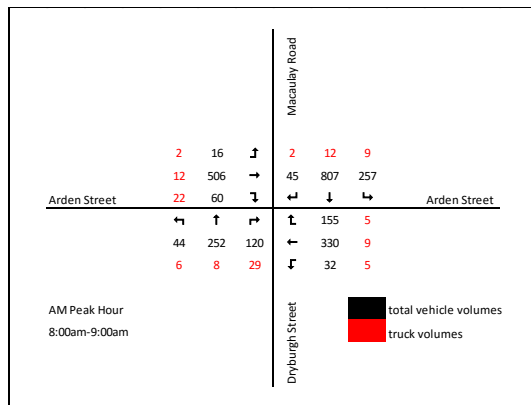 Macaulay Road
2 16 2 12 9
12 506 45 807 257
22 60
Arden Street Arden Street
155 5
44 252 120 330 9
6 8 29 32 5
AM Peak Hour
8:00am-9:00am
Dryburgh Street
total vehicle volumes
truck volumes